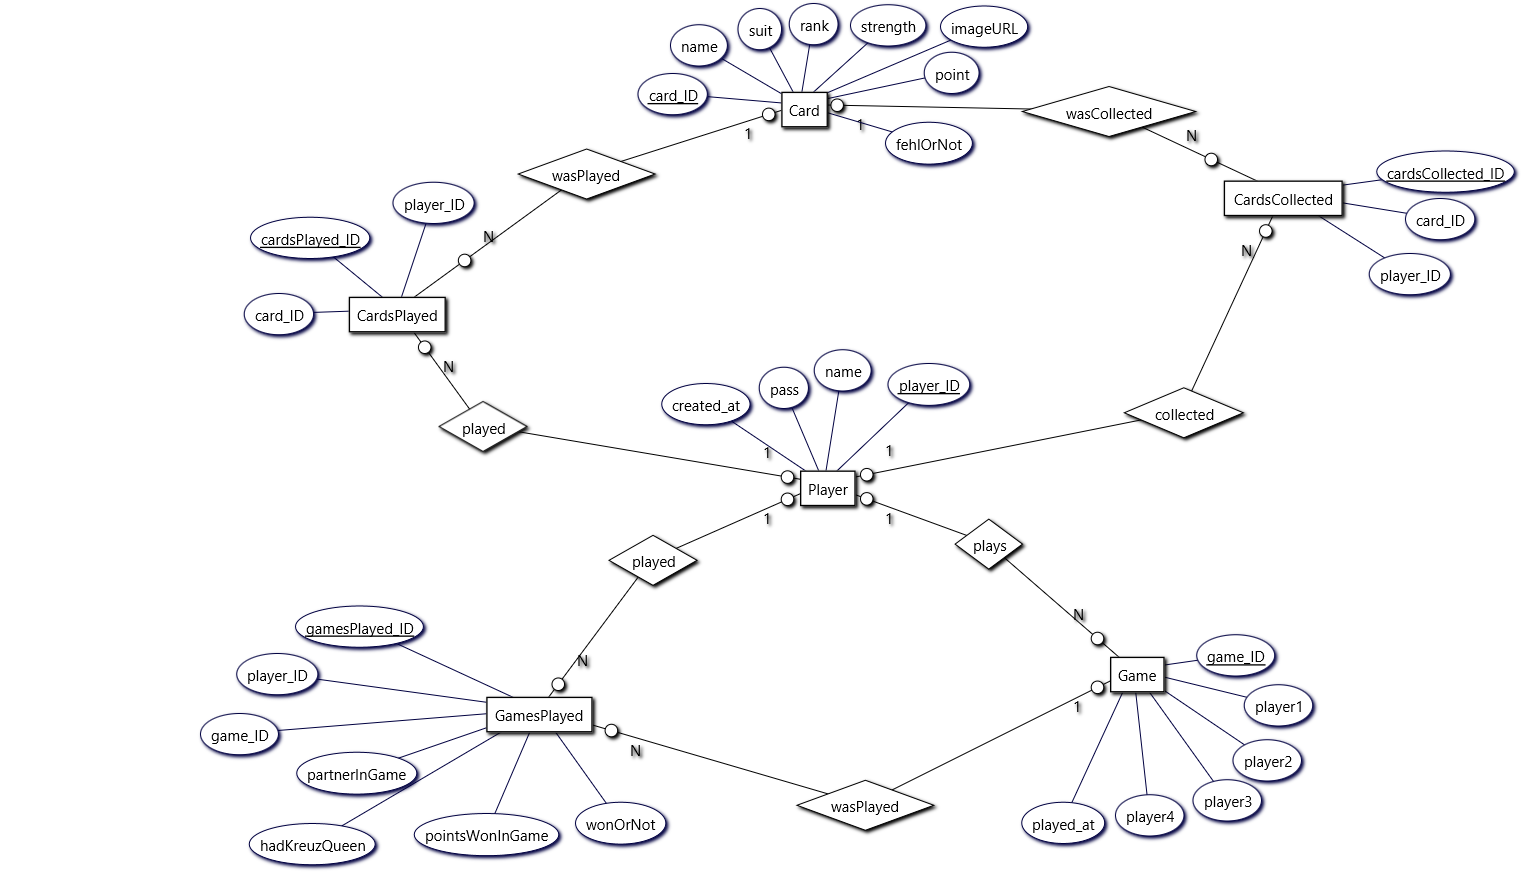 suit
rank
strength
imageURL
name
point
card_ID
Card
wasCollected
1
1
fehlOrNot
N
wasPlayed
cardsCollected_ID
CardsCollected
card_ID
player_ID
cardsPlayed_ID
N
N
player_ID
card_ID
CardsPlayed
N
name
pass
player_ID
created_at
played
collected
1
1
Player
1
1
played
plays
N
gamesPlayed_ID
N
game_ID
player_ID
Game
player1
1
GamesPlayed
game_ID
N
player2
partnerInGame
wasPlayed
player3
player4
played_at
wonOrNot
pointsWonInGame
hadKreuzQueen